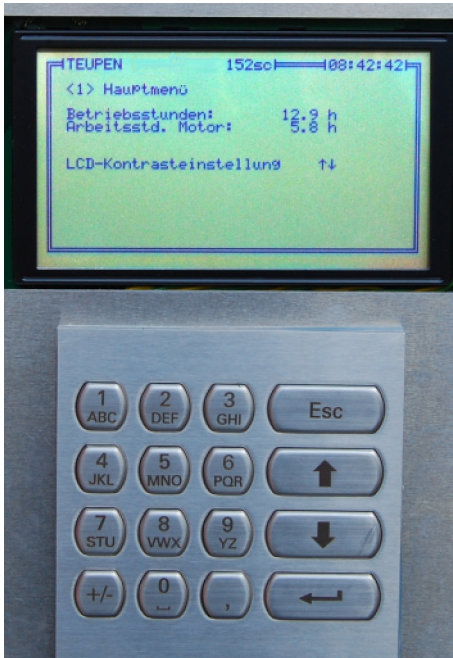 TEUPEN 152sc 08:42:42
<1> Hauptmenü
Betriebsstunden: 12.9 h
Arbeitsstd. Motor: 5.8 h
LCD-Kontrasteinstellung ↑↓
1 2 3
ABC DEF GHI Esc
4 5 6
JKL MNO PQR ↑
7 8 9
STU VWX YZ ↓
+/- 0 , ↵